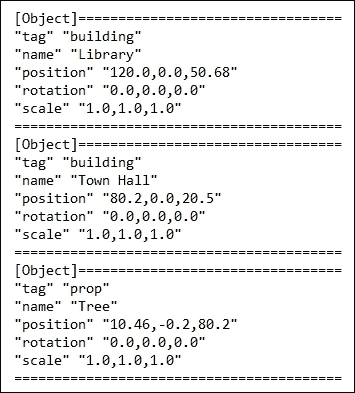 [Object]=================================
"tag" "building"
"name" "Library"
"position" "120.0,0.0,50.68"
"rotation" "0.0,0.0,0.0"
"scale" "1.0,1.0,1.0"
=========================================
[Object]=================================
"tag" "building"
"name" "Town Hall"
"position" "80.2,0.0,20.5"
"rotation" "0.0,0.0,0.0"
"scale" "1.0,1.0,1.0"
=========================================
[Object]=================================
"tag" "prop"
"name" "Tree"
"position" "10.46,-0.2,80.2"
"rotation" "0.0,0.0,0.0"
"scale" "1.0,1.0,1.0"
=========================================